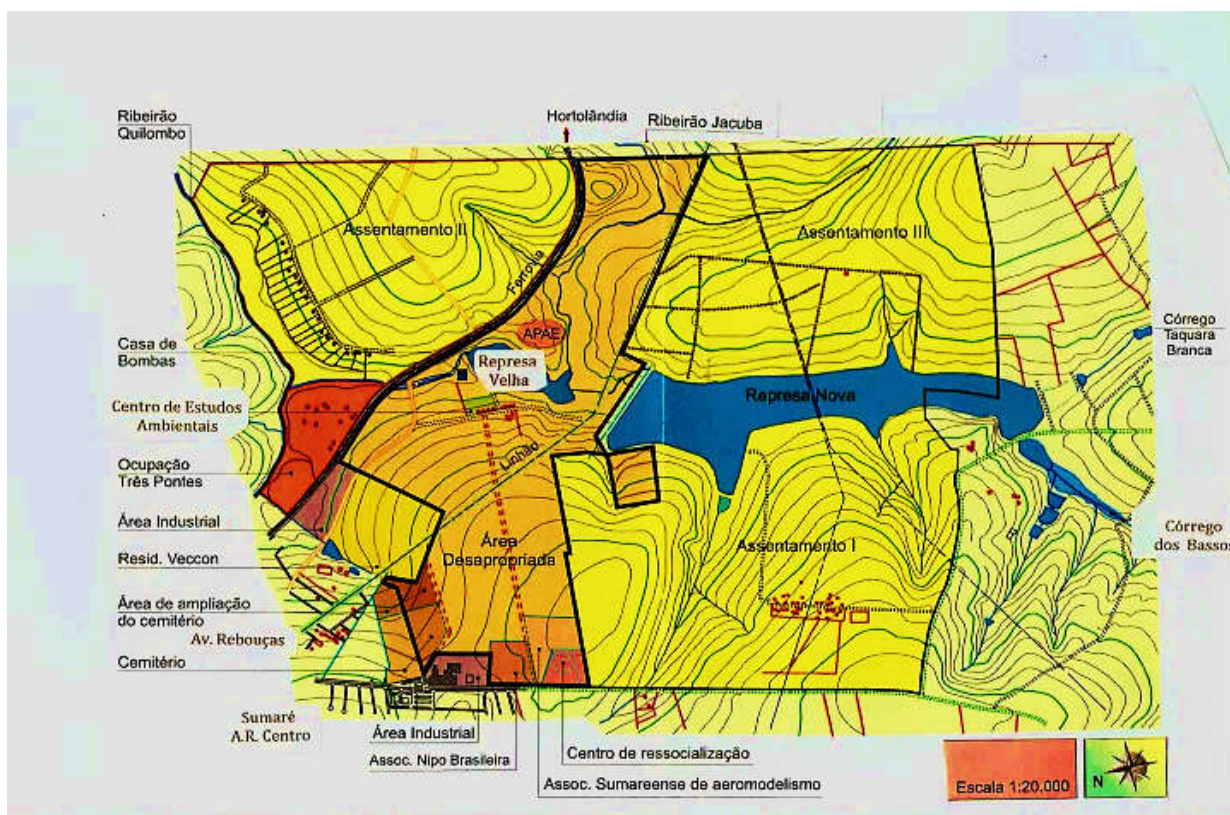 Ribeirão
Quilombo
Hortolândia
Ribeirão Jacuba
Assentamento II
Assentamento III
Ferrovia
APAE
Casa de
Bombas
Represa
Velha
Córrego
Taquara
Branca
Represa Nova
Centro de Estudos
Ambientais
Linhão
Ocupação
Três Pontes
Área Industrial
Área
Desapropriada
Assentamento I
Córrego
dos Bassos
Resid. Veccon
Área de ampliação
do cemitério
Av. Rebouças
Cemitério
Sumaré
A.R. Centro
Área Industrial
Assoc. Nipo Brasileira
Centro de ressocialização
Assoc. Sumareense de aeromodelismo
Escala 1:20.000
N